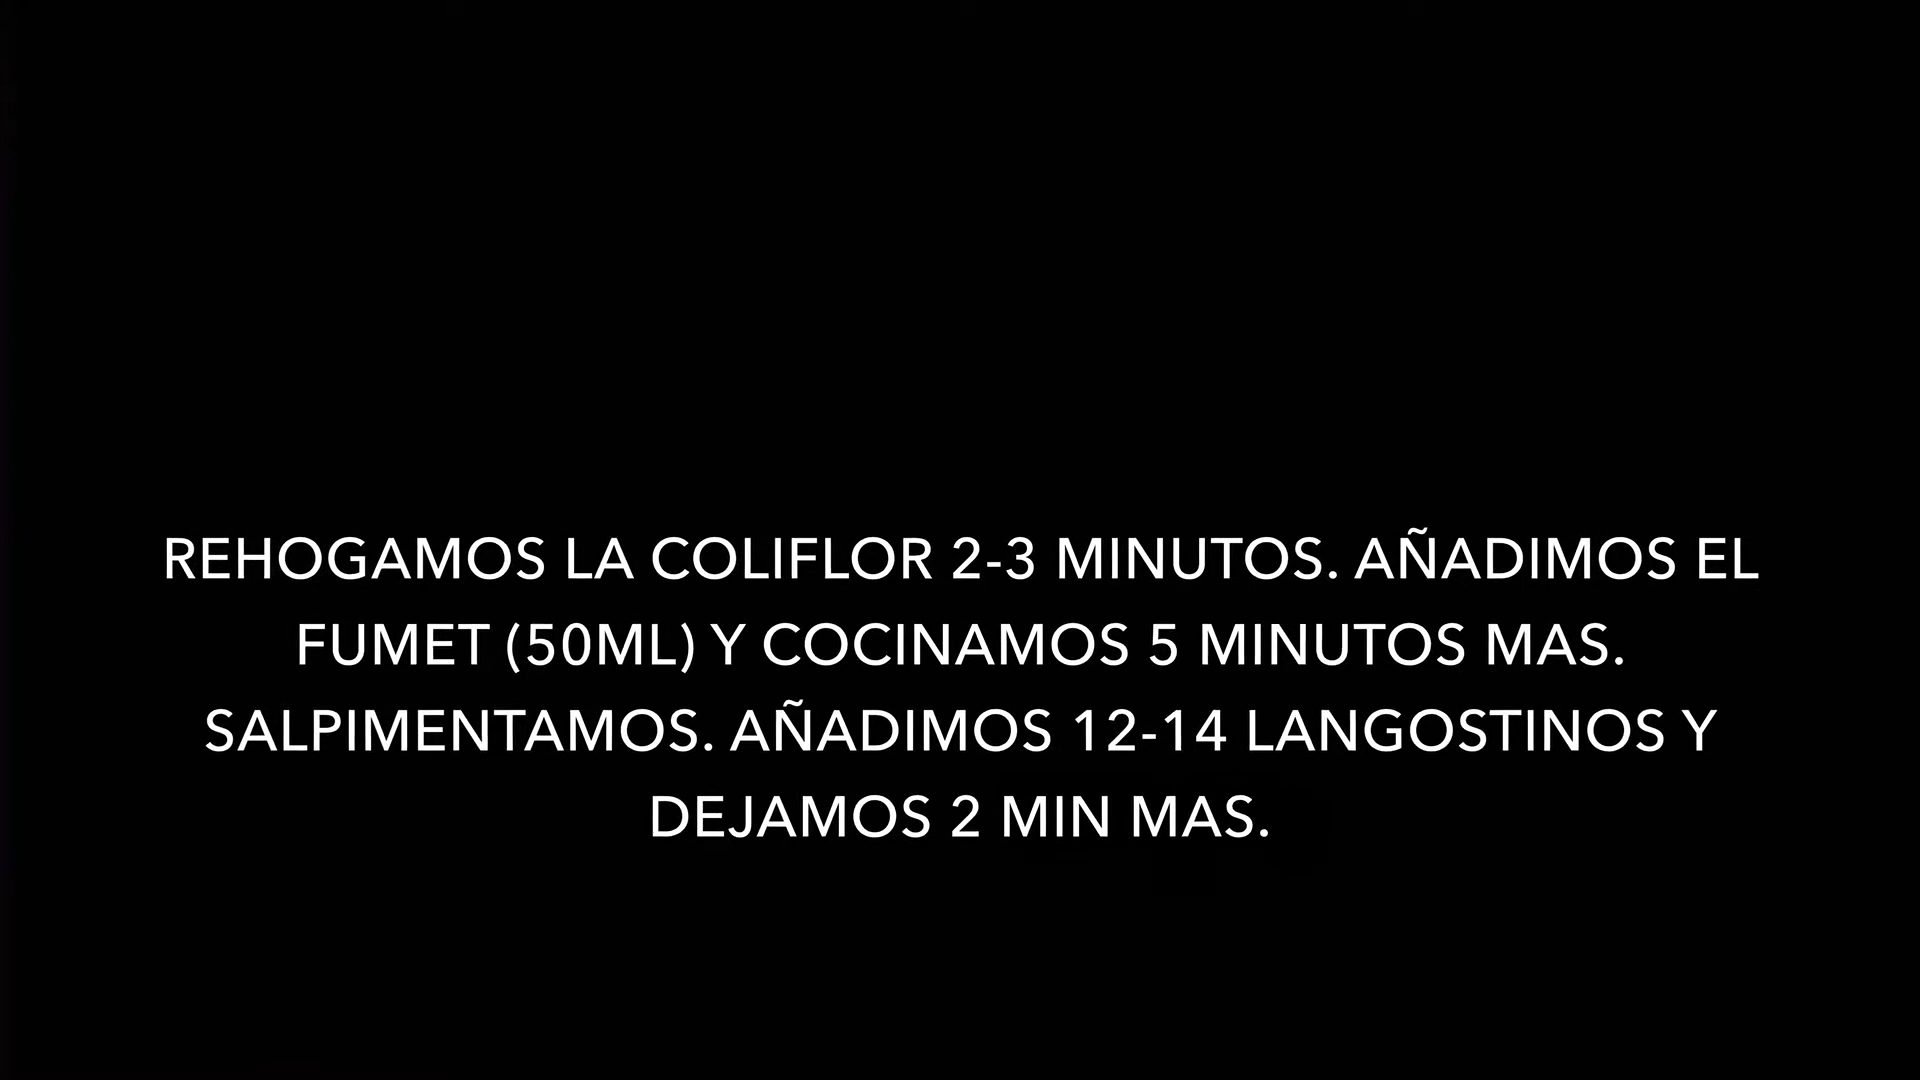 REHOGAMOS LA COLIFLOR 2-3 MINUTOS. AÑADIMOS EL
FUMET (50ML) Y COCINAMOS 5 MINUTOS MAS.
SALPIMENTAMOS. AÑADIMOS 12-14 LANGOSTINOS Y
DEJAMOS 2 MIN MAS.